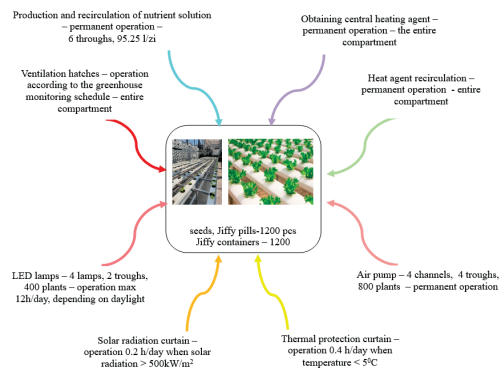 Production and recirculation of nutrient solution
– permanent operation –
6 throughs, 95.25 l/zi
Obtaining central heating agent –
permanent operation – the entire
compartment
Ventilation hatches – operation
according to the greenhouse
monitoring schedule – entire
compartment
Heat agent recirculation –
permanent operation - entire
compartment
seeds, Jiffy pills-1200 pcs
Jiffy containers – 1200
LED lamps – 4 lamps, 2 troughs,
400 plants – operation max
12h/day, depending on daylight
Air pump – 4 channels, 4 troughs,
800 plants – permanent operation
Solar radiation curtain –
operation 0.2 h/day when solar
radiation > 500kW/m²
Thermal protection curtain –
operation 0.4 h/day when
temperature < 5⁰C